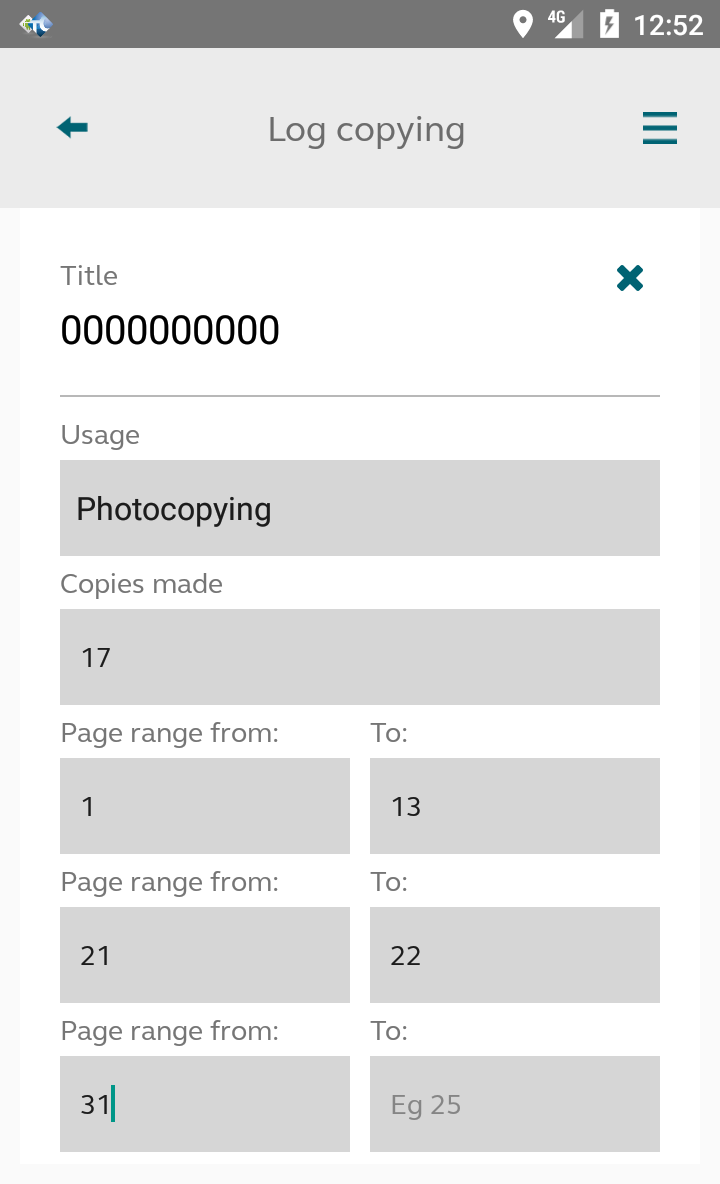 4G 12:52
Log copying
Title
0000000000
Usage
Photocopying
Copies made
17
Page range from: To:
1 13
Page range from: To:
21 22
Page range from: To:
31 Eg 25